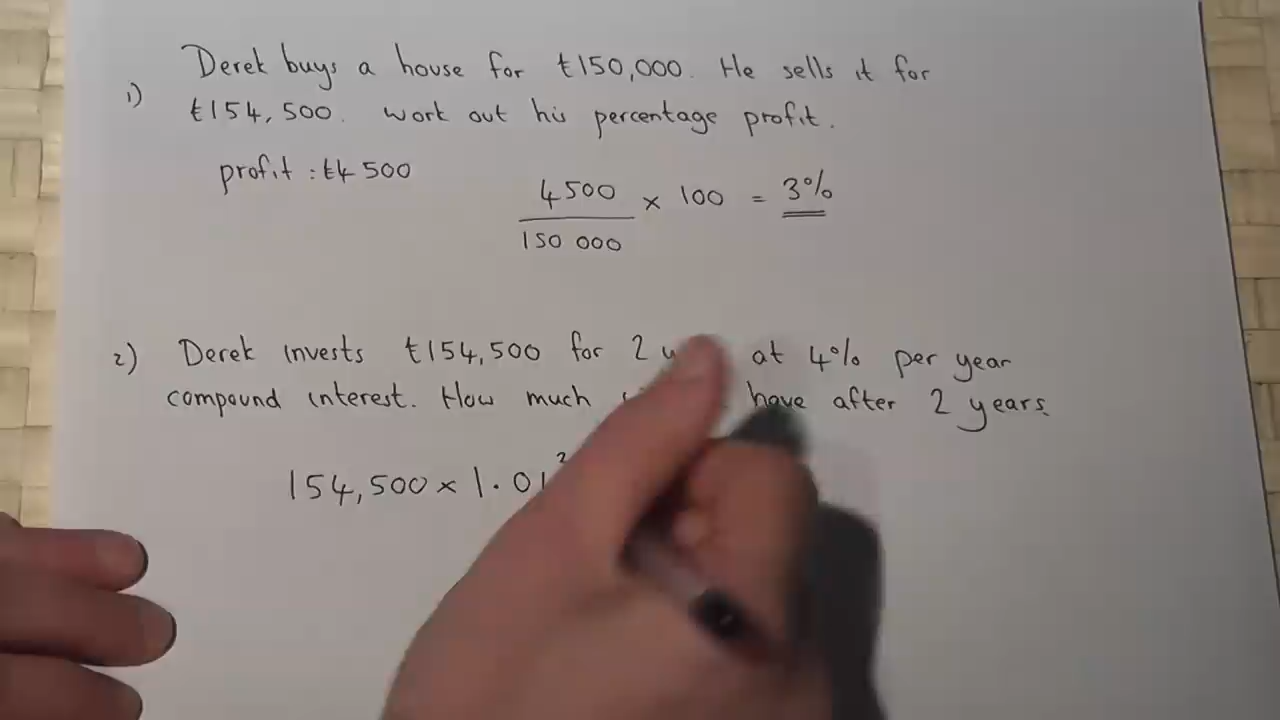 Derek buys a house for £150,000. He sells it for
1)
£154,500. work out his percentage profit.
profit : £4500
4500
150 000
x 100 = 3%
2) Derek invests £154,500 for 2 at 4% per year
compound interest. How much have after 2 years.
154,500 x 1.0